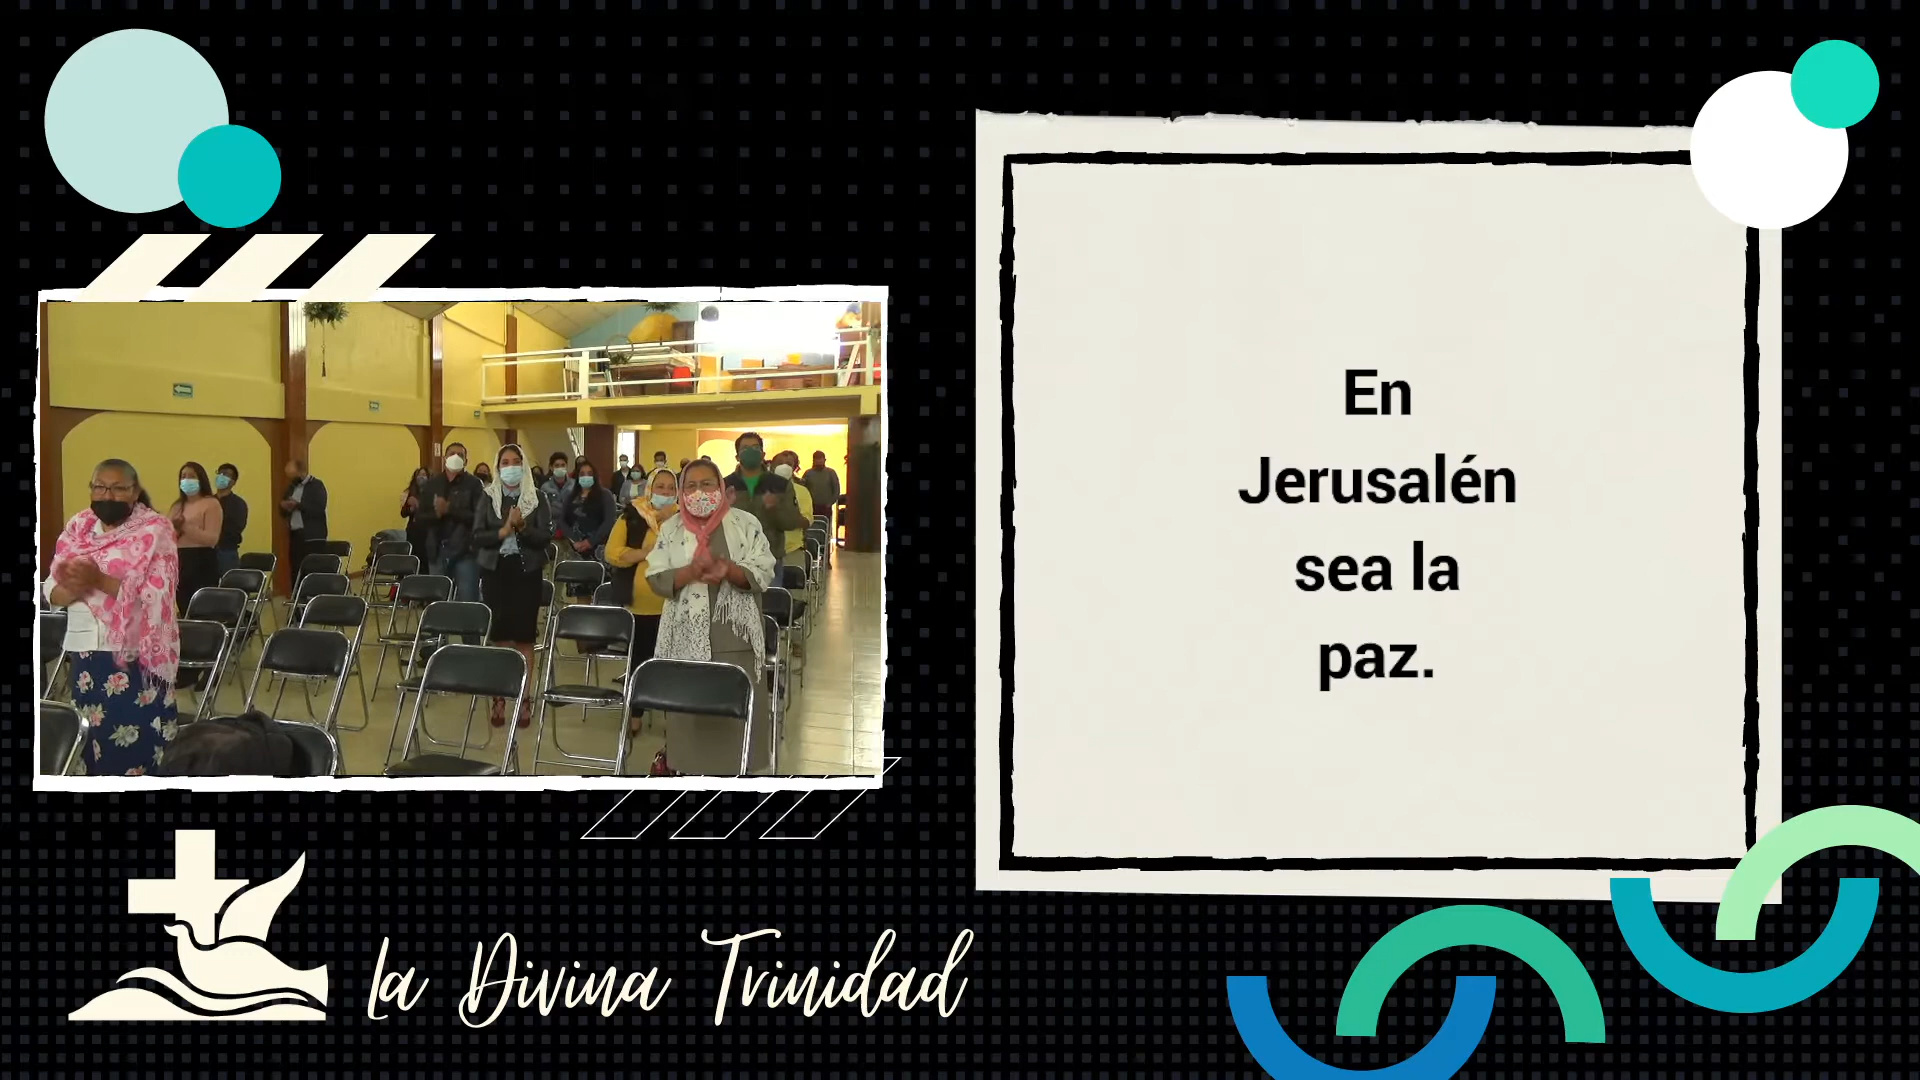 En
Jerusalén
sea la
paz.
la Divina Trinidad